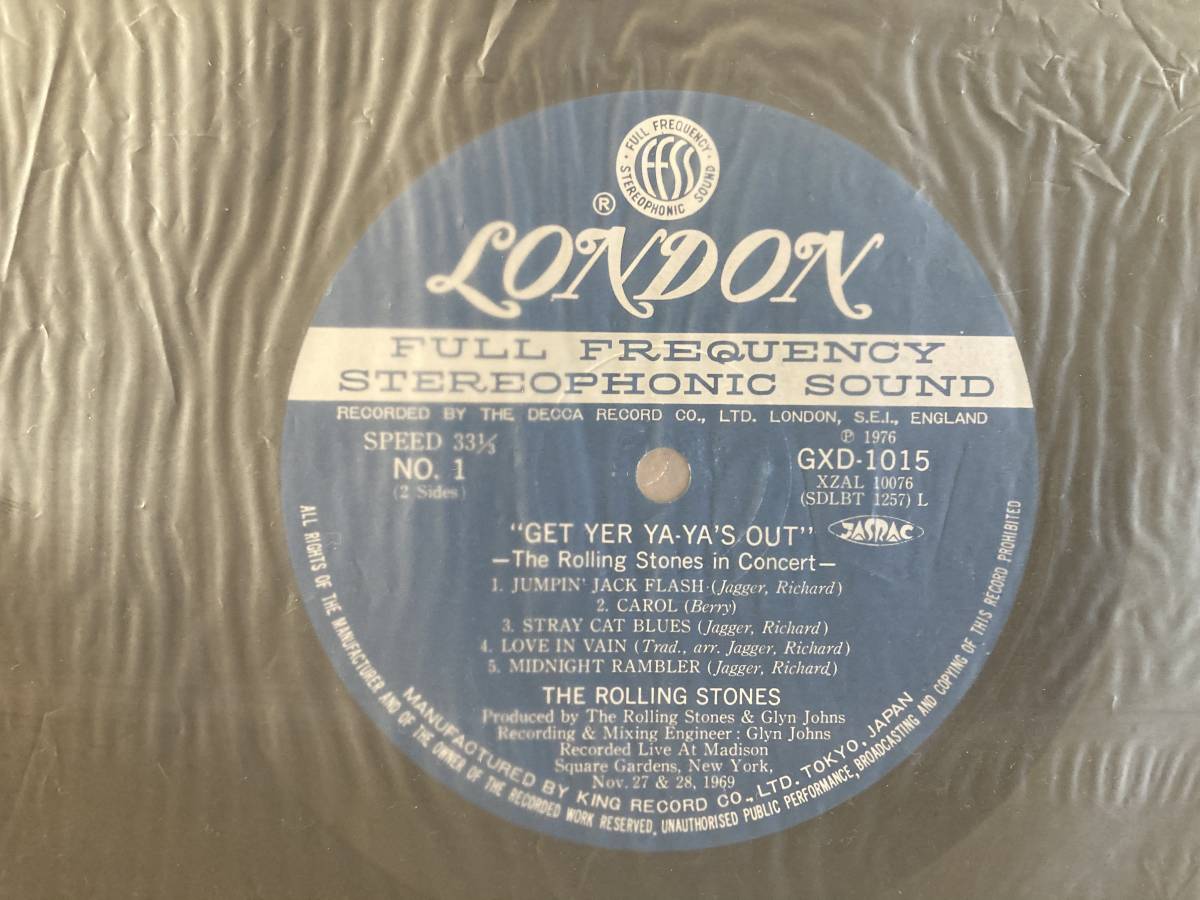 FULL FREQUENCY
STEREOPHONIC SOUND
FFSS
®
LONDON
FULL FREQUENCY
STEREOPHONIC SOUND
RECORDED BY THE DECCA RECORD CO., LTD. LONDON, S.E.I., ENGLAND
SPEED 33⅓
NO. 1
(2 Sides)
Ⓟ 1976
GXD-1015
XZAL 10076
(SDLBT 1257) L
JASRAC
"GET YER YA-YA'S OUT"
—The Rolling Stones in Concert—
1. JUMPIN' JACK FLASH (Jagger, Richard)
2. CAROL (Berry)
3. STRAY CAT BLUES (Jagger, Richard)
4. LOVE IN VAIN (Trad., arr. Jagger, Richard)
5. MIDNIGHT RAMBLER (Jagger, Richard)
THE ROLLING STONES
Produced by The Rolling Stones & Glyn Johns
Recording & Mixing Engineer : Glyn Johns
Recorded Live At Madison
Square Gardens, New York,
Nov. 27 & 28, 1969
MANUFACTURED BY KING RECORD CO., LTD. TOKYO, JAPAN
ALL RIGHTS OF THE MANUFACTURER AND OF THE OWNER OF THE RECORDED WORK RESERVED, UNAUTHORISED PUBLIC PERFORMANCE, BROADCASTING AND COPYING OF THIS RECORD PROHIBITED